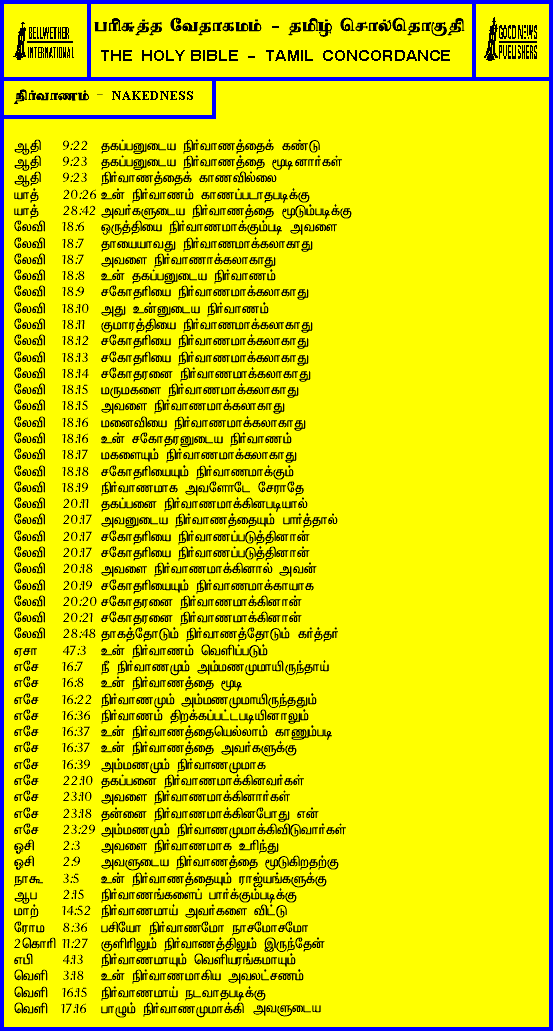 BELLWETHER
INTERNATIONAL
பரிசுத்த வேதாகமம் - தமிழ் சொல்தொகுதி
THE HOLY BIBLE - TAMIL CONCORDANCE
GOOD NEWS
PUBLISHERS
நிர்வாணம் - NAKEDNESS
ஆதி 9:22 தகப்பனுடைய நிர்வாணத்தைக் கண்டு
ஆதி 9:23 தகப்பனுடைய நிர்வாணத்தை மூடினார்கள்
ஆதி 9:23 நிர்வாணத்தைக் காணவில்லை
யாத் 20:26 உன் நிர்வாணம் காணப்படாதபடிக்கு
யாத் 28:42 அவர்களுடைய நிர்வாணத்தை மூடும்படிக்கு
லேவி 18:6 ஒருத்தியை நிர்வாணமாக்கும்படி அவளை
லேவி 18:7 தாயையாவது நிர்வாணமாக்கலாகாது
லேவி 18:7 அவளை நிர்வாணாக்கலாகாது
லேவி 18:8 உன் தகப்பனுடைய நிர்வாணம்
லேவி 18:9 சகோதரியை நிர்வாணமாக்கலாகாது
லேவி 18:10 அது உன்னுடைய நிர்வாணம்
லேவி 18:11 குமாரத்தியை நிர்வாணமாக்கலாகாது
லேவி 18:12 சகோதரியை நிர்வாணமாக்கலாகாது
லேவி 18:13 சகோதரியை நிர்வாணமாக்கலாகாது
லேவி 18:14 சகோதரனை நிர்வாணமாக்கலாகாது
லேவி 18:15 மருமகளை நிர்வாணமாக்கலாகாது
லேவி 18:15 அவளை நிர்வாணமாக்கலாகாது
லேவி 18:16 மனைவியை நிர்வாணமாக்கலாகாது
லேவி 18:16 உன் சகோதரனுடைய நிர்வாணம்
லேவி 18:17 மகளையும் நிர்வாணமாக்கலாகாது
லேவி 18:18 சகோதரியையும் நிர்வாணமாக்கும்
லேவி 18:19 நிர்வாணமாக அவளோடே சேராதே
லேவி 20:11 தகப்பனை நிர்வாணமாக்கினபடியால்
லேவி 20:17 அவனுடைய நிர்வாணத்தையும் பார்த்தால்
லேவி 20:17 சகோதரியை நிர்வாணப்படுத்தினான்
லேவி 20:17 சகோதரியை நிர்வாணப்படுத்தினான்
லேவி 20:18 அவளை நிர்வாணமாக்கினால் அவன்
லேவி 20:19 சகோதரியையும் நிர்வாணமாக்காயாக
லேவி 20:20 சகோதரனை நிர்வாணமாக்கினான்
லேவி 20:21 சகோதரனை நிர்வாணமாக்கினான்
லேவி 28:48 தாகத்தோடும் நிர்வாணத்தோடும் கர்த்தர்
ஏசா 47:3 உன் நிர்வாணம் வெளிப்படும்
எசே 16:7 நீ நிர்வாணமும் அம்மணமுமாயிருந்தாய்
எசே 16:8 உன் நிர்வாணத்தை மூடி
எசே 16:22 நிர்வாணமும் அம்மணமுமாயிருந்ததும்
எசே 16:36 நிர்வாணம் திறக்கப்பட்டபடியினாலும்
எசே 16:37 உன் நிர்வாணத்தையெல்லாம் காணும்படி
எசே 16:37 உன் நிர்வாணத்தை அவர்களுக்கு
எசே 16:39 அம்மணமும் நிர்வாணமுமாக
எசே 22:10 தகப்பனை நிர்வாணமாக்கினவர்கள்
எசே 23:10 அவளை நிர்வாணமாக்கினார்கள்
எசே 23:18 தன்னை நிர்வாணமாக்கினபோது என்
எசே 23:29 அம்மணமும் நிர்வாணமுமாக்கிவிடுவார்கள்
ஓசி 2:3 அவளை நிர்வாணமாக உரிந்து
ஓசி 2:9 அவளுடைய நிர்வாணத்தை மூடுகிறதற்கு
நாகூ 3:5 உன் நிர்வாணத்தையும் ராஜ்யங்களுக்கு
ஆப 2:15 நிர்வாணங்களைப் பார்க்கும்படிக்கு
மாற் 14:52 நிர்வாணமாய் அவர்களை விட்டு
ரோம 8:36 பசியோ நிர்வாணமோ நாசமோசமோ
2கொரி 11:27 குளிரிலும் நிர்வாணத்திலும் இருந்தேன்
எபி 4:13 நிர்வாணமாயும் வெளியரங்கமாயும்
வெளி 3:18 உன் நிர்வாணமாகிய அவலட்சணம்
வெளி 16:15 நிர்வாணமாய் நடவாதபடிக்கு
வெளி 17:16 பாழும் நிர்வாணமுமாக்கி அவளுடைய